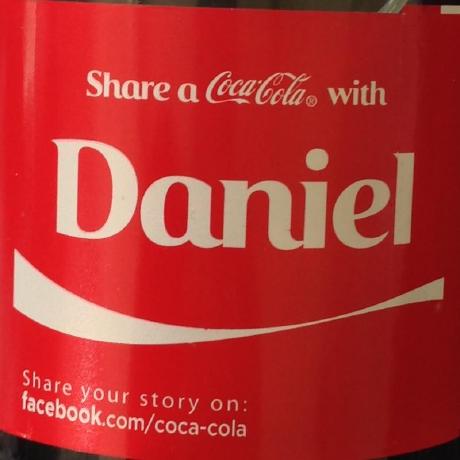 Share a Coca-Cola® with
Daniel
Share your story on:
facebook.com/coca-cola